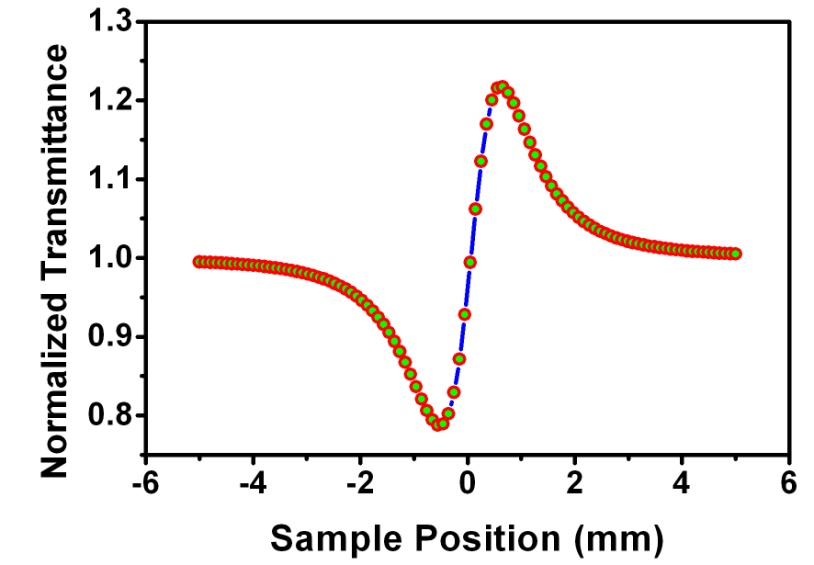 Normalized Transmittance
1.3
1.2
1.1
1.0
0.9
0.8
-6 -4 -2 0 2 4 6
Sample Position (mm)